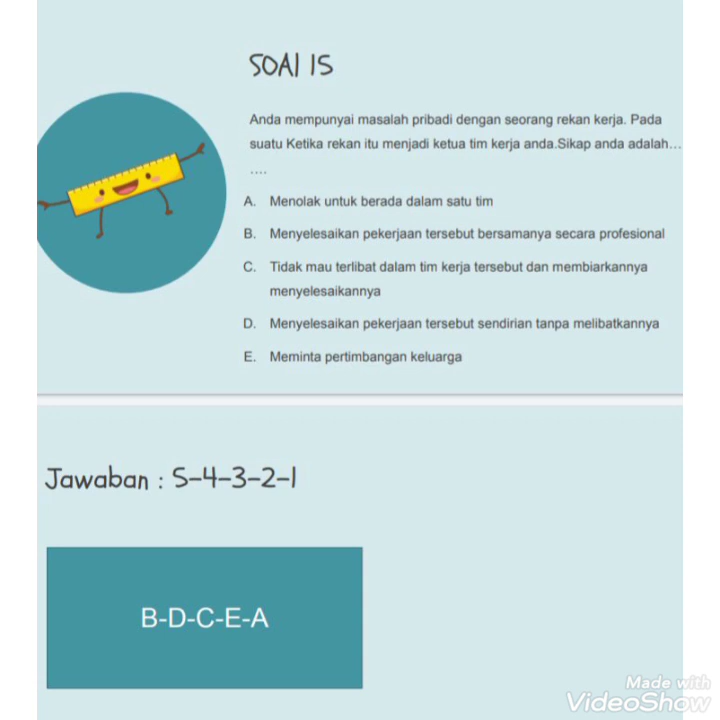 SOAl 15
Anda mempunyai masalah pribadi dengan seorang rekan kerja. Pada
suatu Ketika rekan itu menjadi ketua tim kerja anda.Sikap anda adalah…
….
A. Menolak untuk berada dalam satu tim
B. Menyelesaikan pekerjaan tersebut bersamanya secara profesional
C. Tidak mau terlibat dalam tim kerja tersebut dan membiarkannya
menyelesaikannya
D. Menyelesaikan pekerjaan tersebut sendirian tanpa melibatkannya
E. Meminta pertimbangan keluarga
Jawaban : 5-4-3-2-1
B-D-C-E-A
Made with
VideoShow